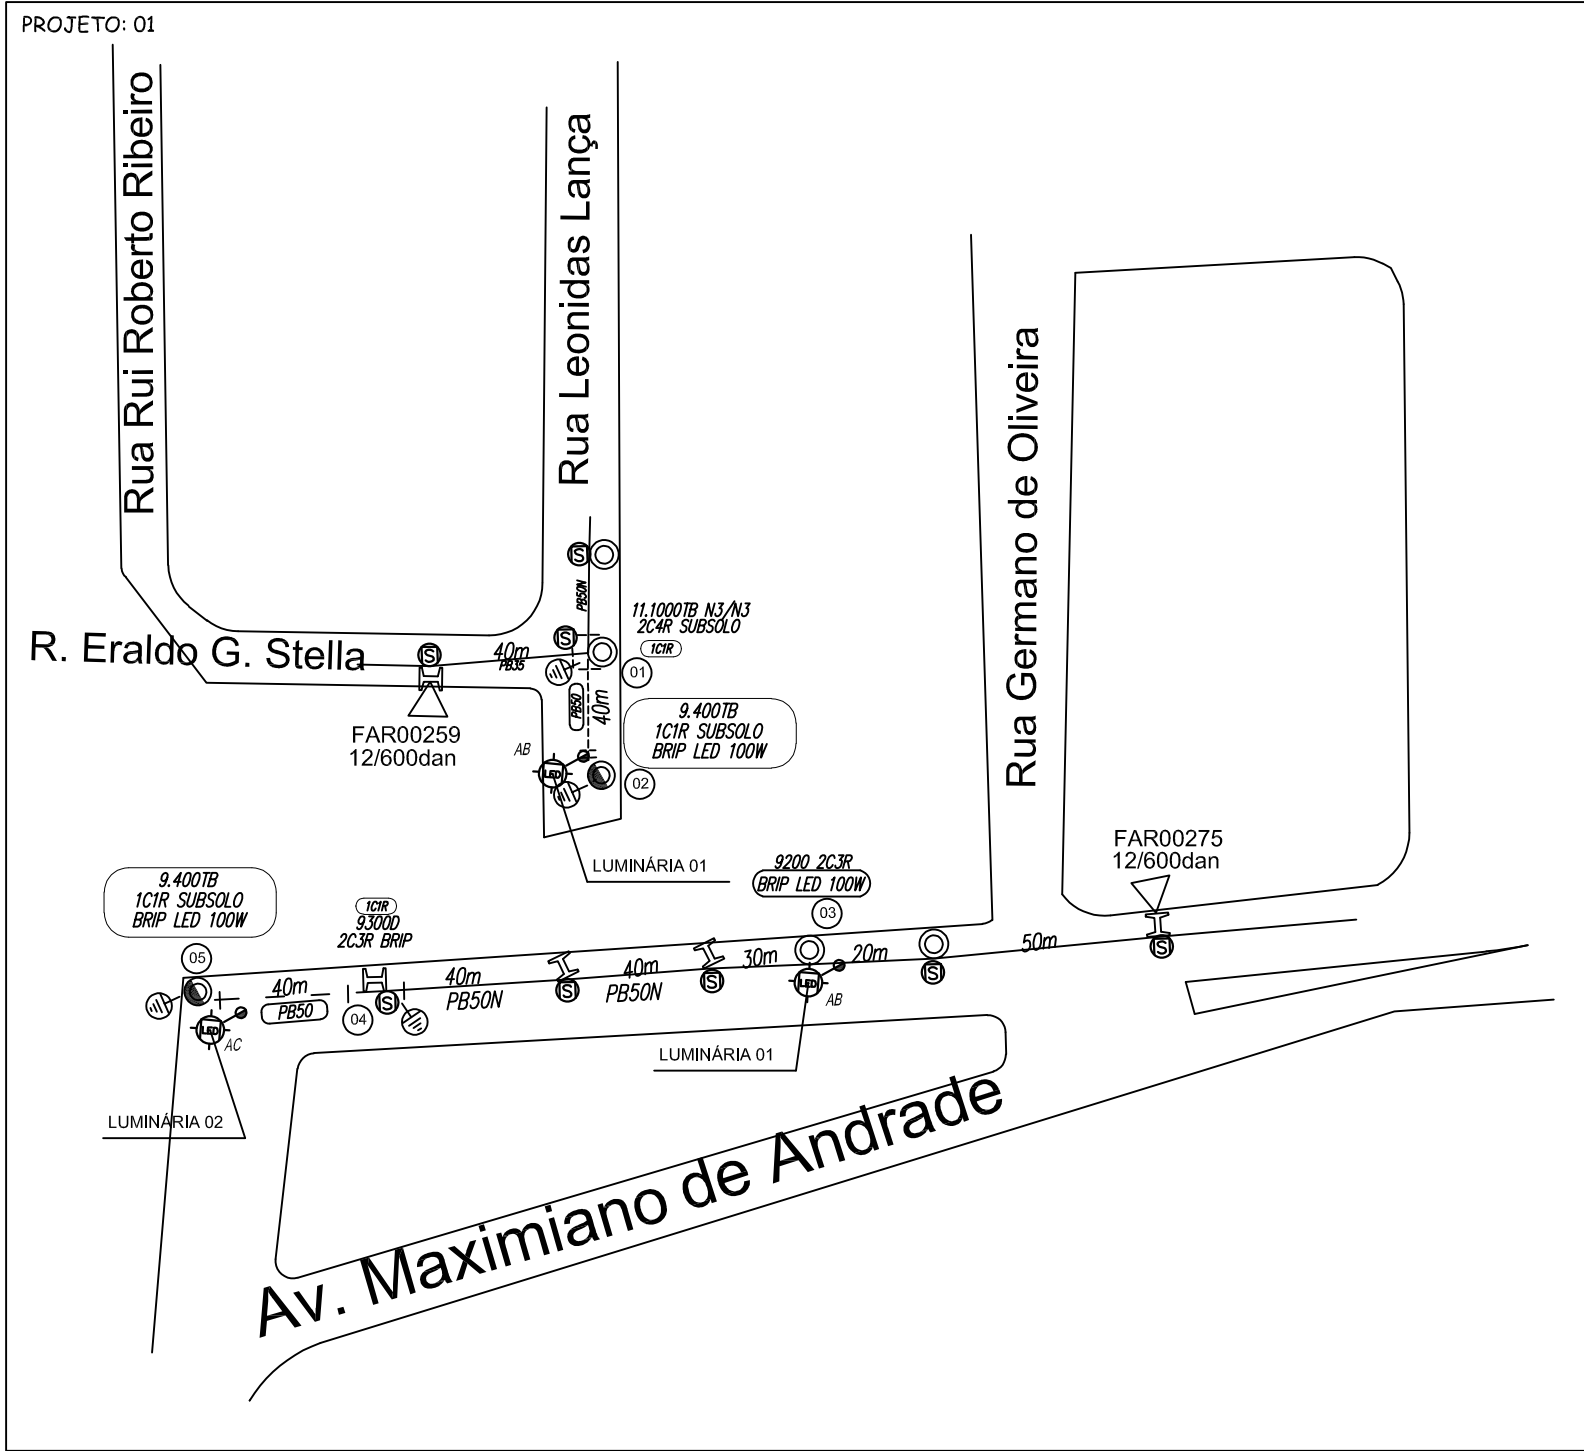 PROJETO: 01
Rua Rui Roberto Ribeiro
Rua Leonidas Lança
Rua Germano de Oliveira
S
PB50N
11.1000TB N3/N3
2C4R SUBSOLO
1C1R
S
R. Eraldo G. Stella
S
40m
PB35
01
PB50
40m
9.400TB
1C1R SUBSOLO
BRIP LED 100W
FAR00259
12/600dan
AB
LED
02
LUMINÁRIA 01
FAR00275
12/600dan
9200 2C3R
BRIP LED 100W
03
9.400TB
1C1R SUBSOLO
BRIP LED 100W
1C1R
9300D
2C3R BRIP
05
40m
PB50
04
S
40m
PB50N
S
40m
PB50N
S
30m
LED
AB
20m
S
50m
S
LED
AC
LUMINÁRIA 01
LUMINÁRIA 02
Av. Maximiano de Andrade